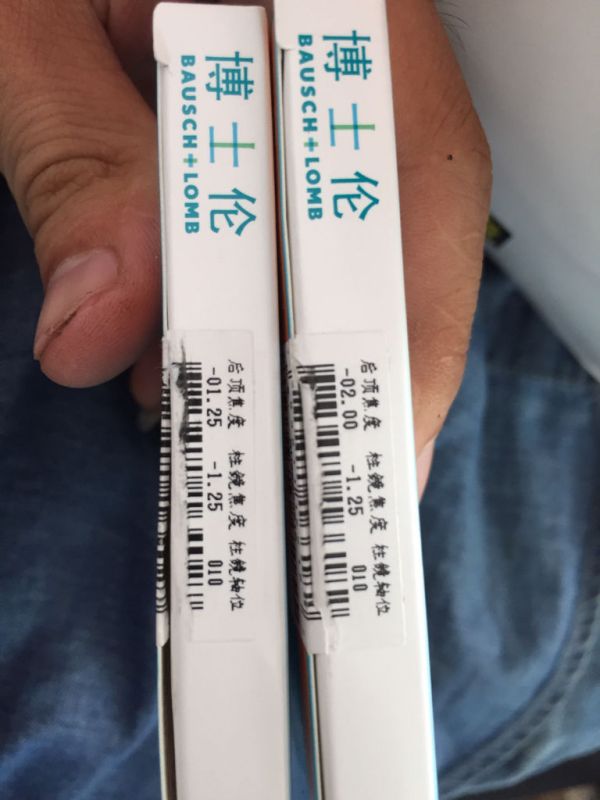 博士伦
BAUSCH+LOMB
后顶焦度 柱镜焦度 柱镜轴位
-01.25 -1.25 010
博士伦
BAUSCH+LOMB
后顶焦度 柱镜焦度 柱镜轴位
-02.00 -1.25 010